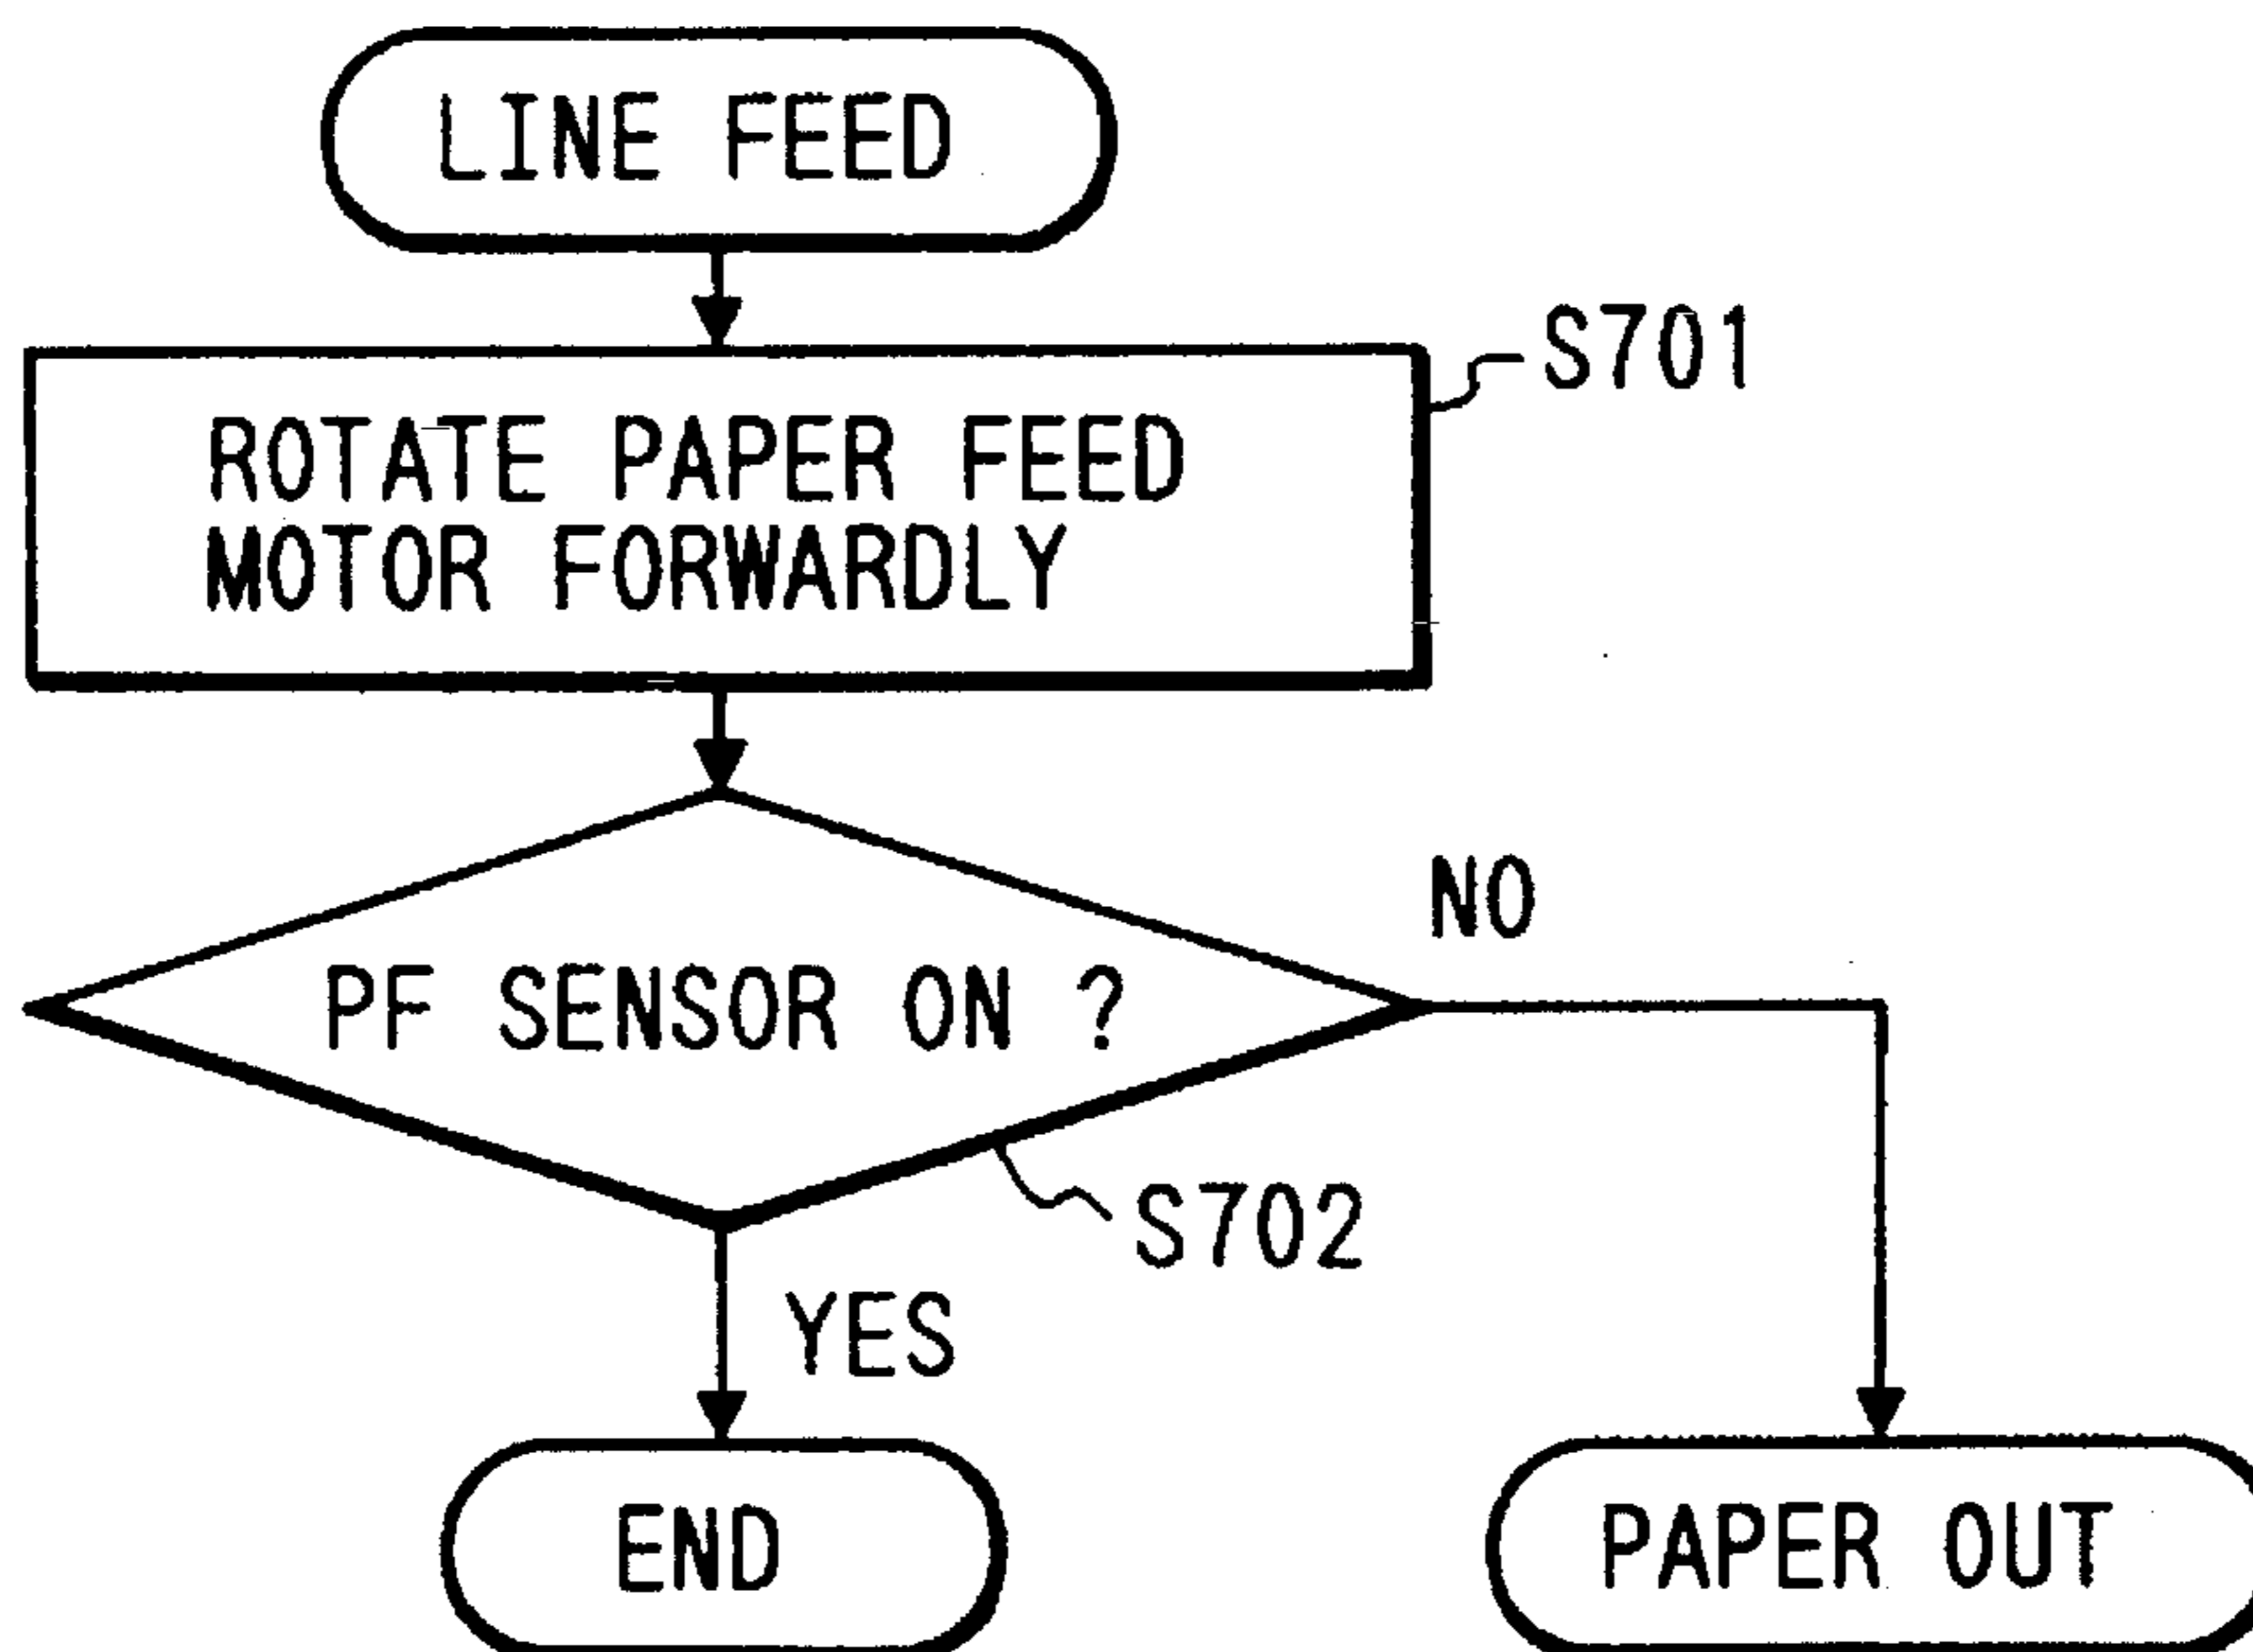 LINE FEED
S701
ROTATE PAPER FEED
MOTOR FORWARDLY
NO
PF SENSOR ON ?
S702
YES
END
PAPER OUT